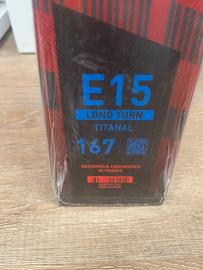 E15
LONG TURN
TITANAL
167
DESIGNED & ENGINEERED
IN FRANCE